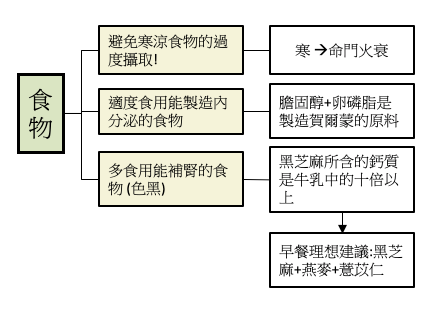 食
物
避免寒涼食物的過
度攝取!
寒→命門火衰
適度食用能製造內
分泌的食物
膽固醇+卵磷脂是
製造賀爾蒙的原料
多食用能補腎的食
物 (色黑)
黑芝麻所含的鈣質
是牛乳中的十倍以
上
早餐理想建議:黑芝
麻+燕麥+薏苡仁